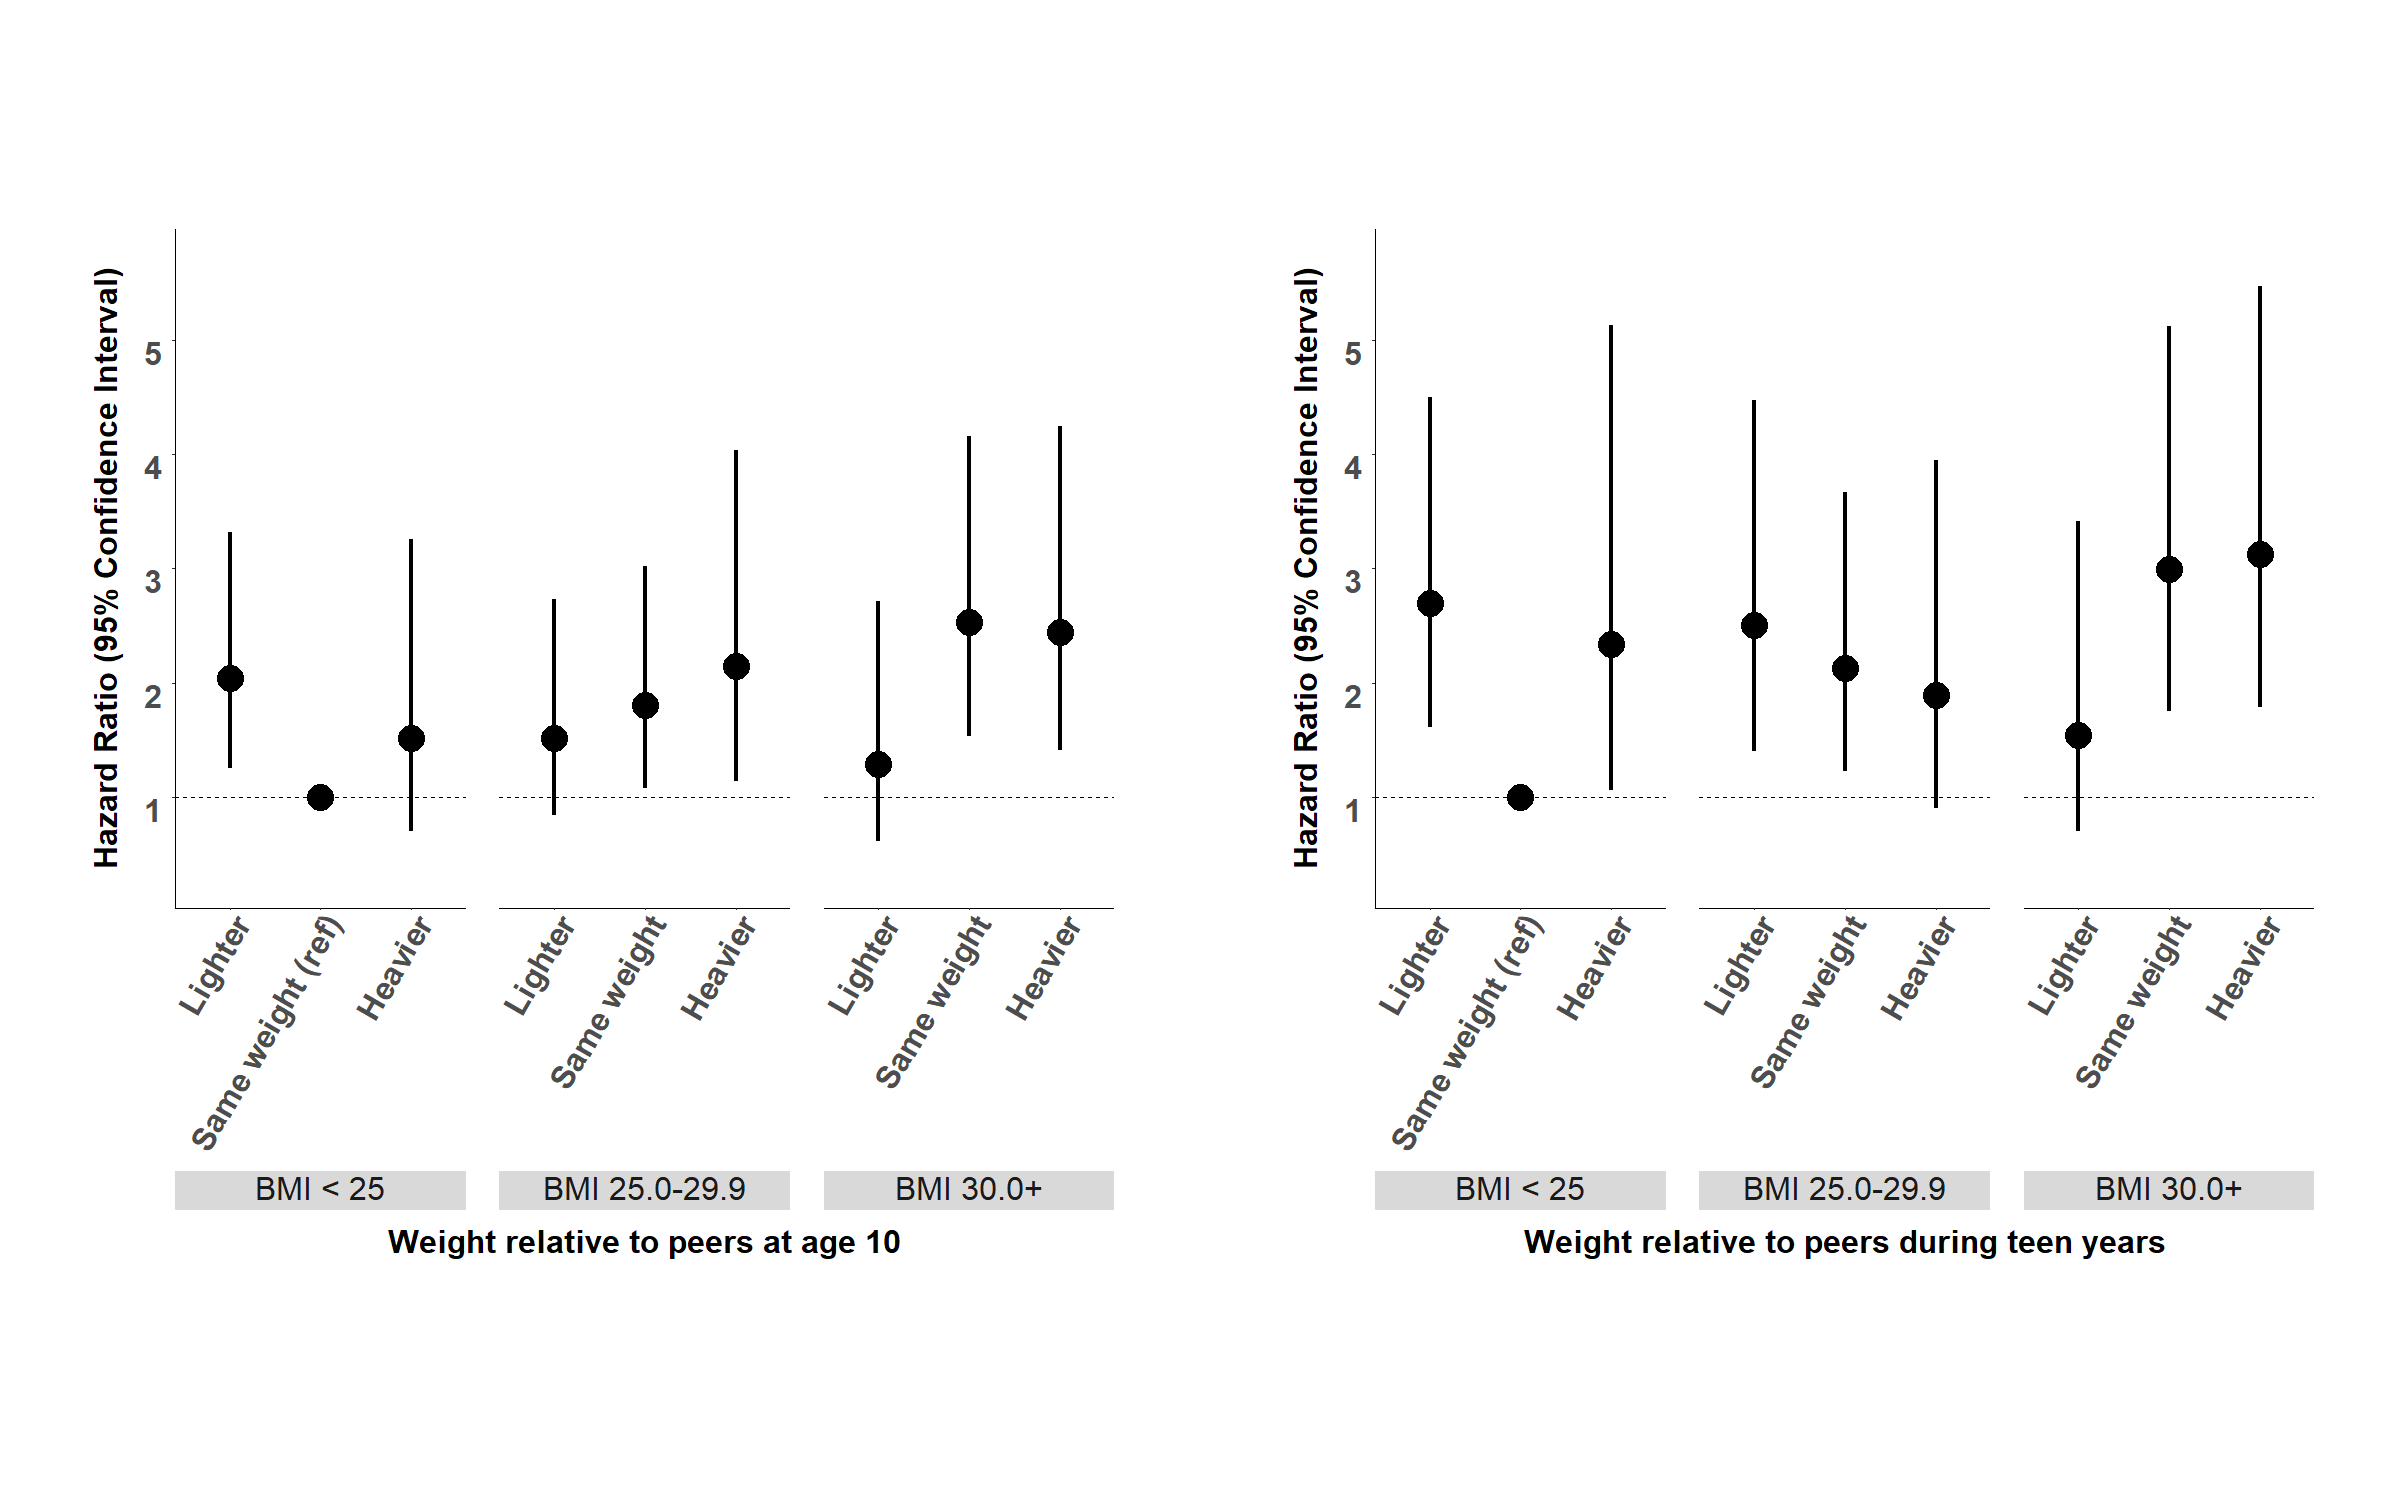 Hazard Ratio (95% Confidence Interval)
5
4
3
2
1
Lighter
Same weight (ref)
Heavier
Lighter
Same weight
Heavier
Lighter
Same weight
Heavier
BMI < 25
BMI 25.0-29.9
BMI 30.0+
Weight relative to peers at age 10
Hazard Ratio (95% Confidence Interval)
5
4
3
2
1
Lighter
Same weight (ref)
Heavier
Lighter
Same weight
Heavier
Lighter
Same weight
Heavier
BMI < 25
BMI 25.0-29.9
BMI 30.0+
Weight relative to peers during teen years